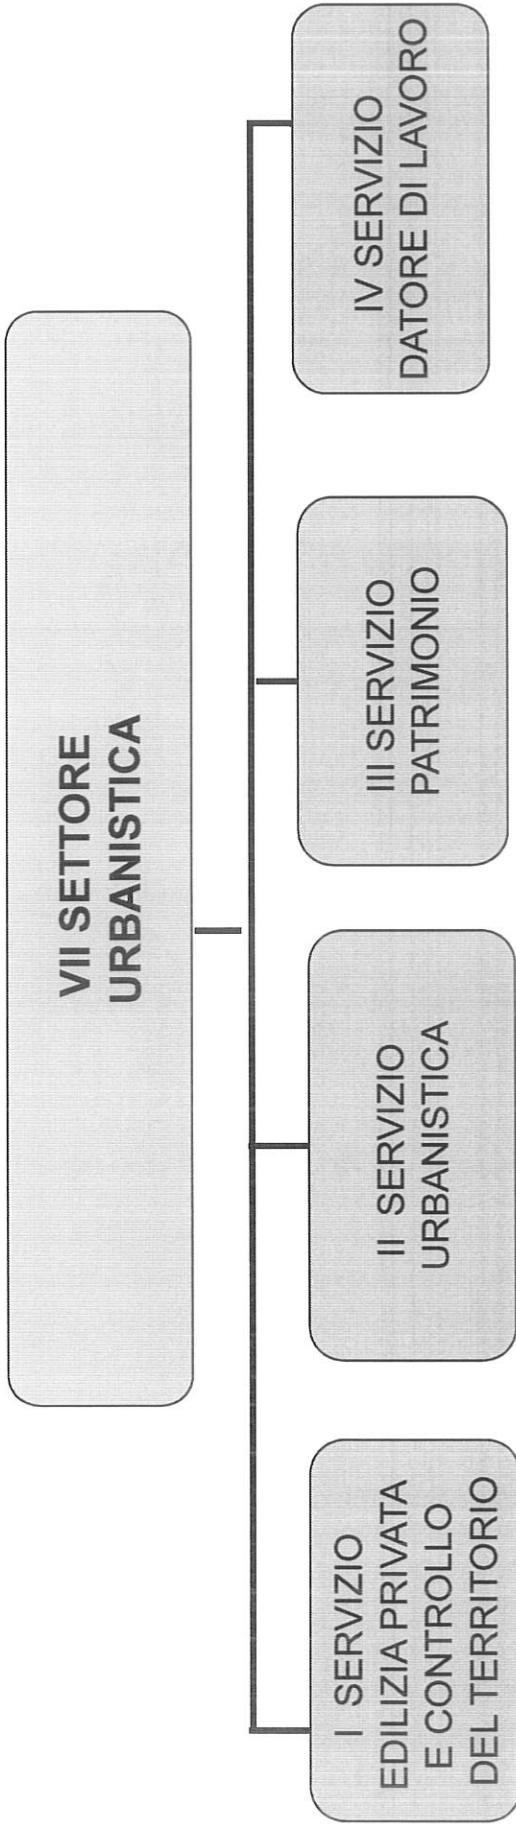 VII SETTORE
URBANISTICA
I SERVIZIO
EDILIZIA PRIVATA
E CONTROLLO
DEL TERRITORIO
II SERVIZIO
URBANISTICA
III SERVIZIO
PATRIMONIO
IV SERVIZIO
DATORE DI LAVORO